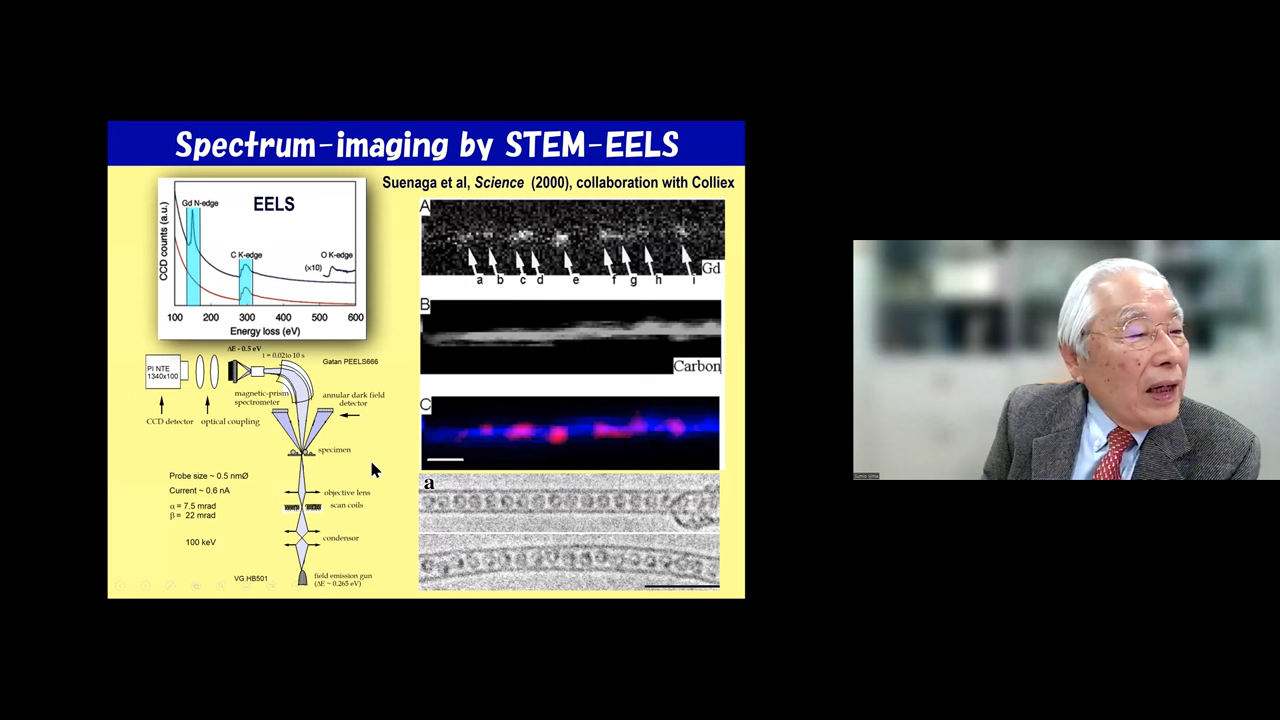 Spectrum-imaging by STEM-EELS
Suenaga et al, Science (2000), collaboration with Colliex
EELS
Gd N-edge
C K-edge
O K-edge
(x10)
CCD counts (a.u.)
100 200 300 400 500 600
Energy loss (eV)
A
a b c d e f g h i
Gd
B
Carbon
C
a
ΔE ~ 0.5 eV
t = 0.02 to 10 s
Gatan PEELS666
PI NTE
1340x100
magnetic-prism
spectrometer
annular dark field
detector
CCD detector
optical coupling
specimen
Probe size ~ 0.5 nmØ
Current ~ 0.6 nA
α = 7.5 mrad
β = 22 mrad
100 keV
objective lens
scan coils
condensor
VG HB501
field emission gun
(ΔE ~ 0.265 eV)